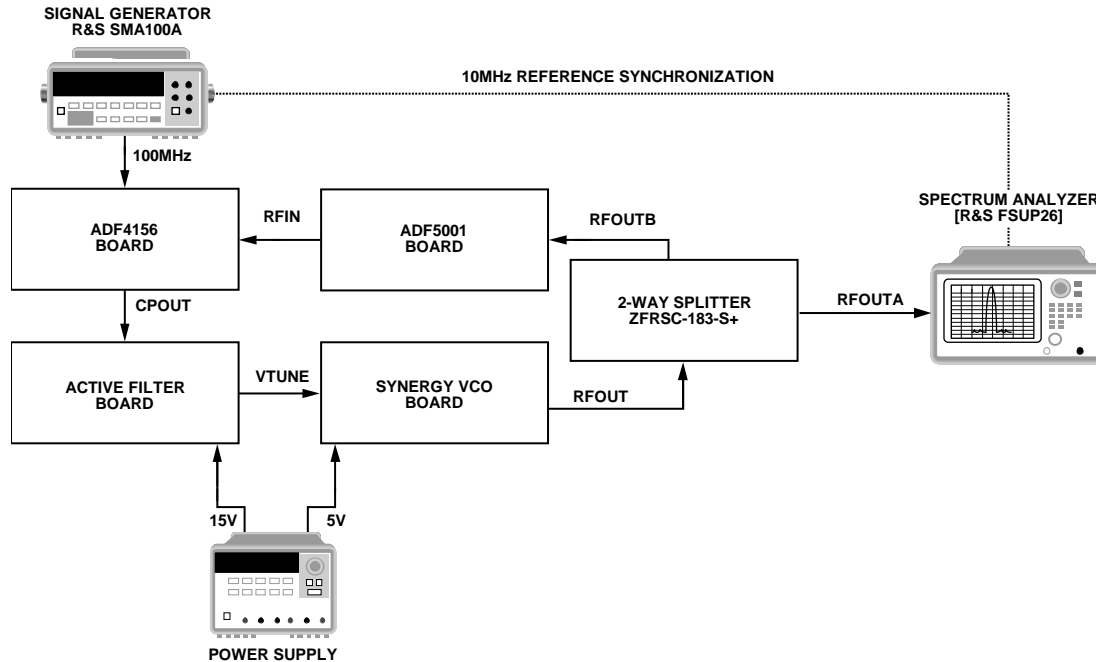 SIGNAL GENERATOR
R&S SMA100A
10MHz REFERENCE SYNCHRONIZATION
100MHz
SPECTRUM ANALYZER
[R&S FSUP26]
ADF4156
BOARD
RFIN
ADF5001
BOARD
RFOUTB
2-WAY SPLITTER
ZFRSC-183-S+
RFOUTA
CPOUT
ACTIVE FILTER
BOARD
VTUNE
SYNERGY VCO
BOARD
RFOUT
15V
5V
POWER SUPPLY